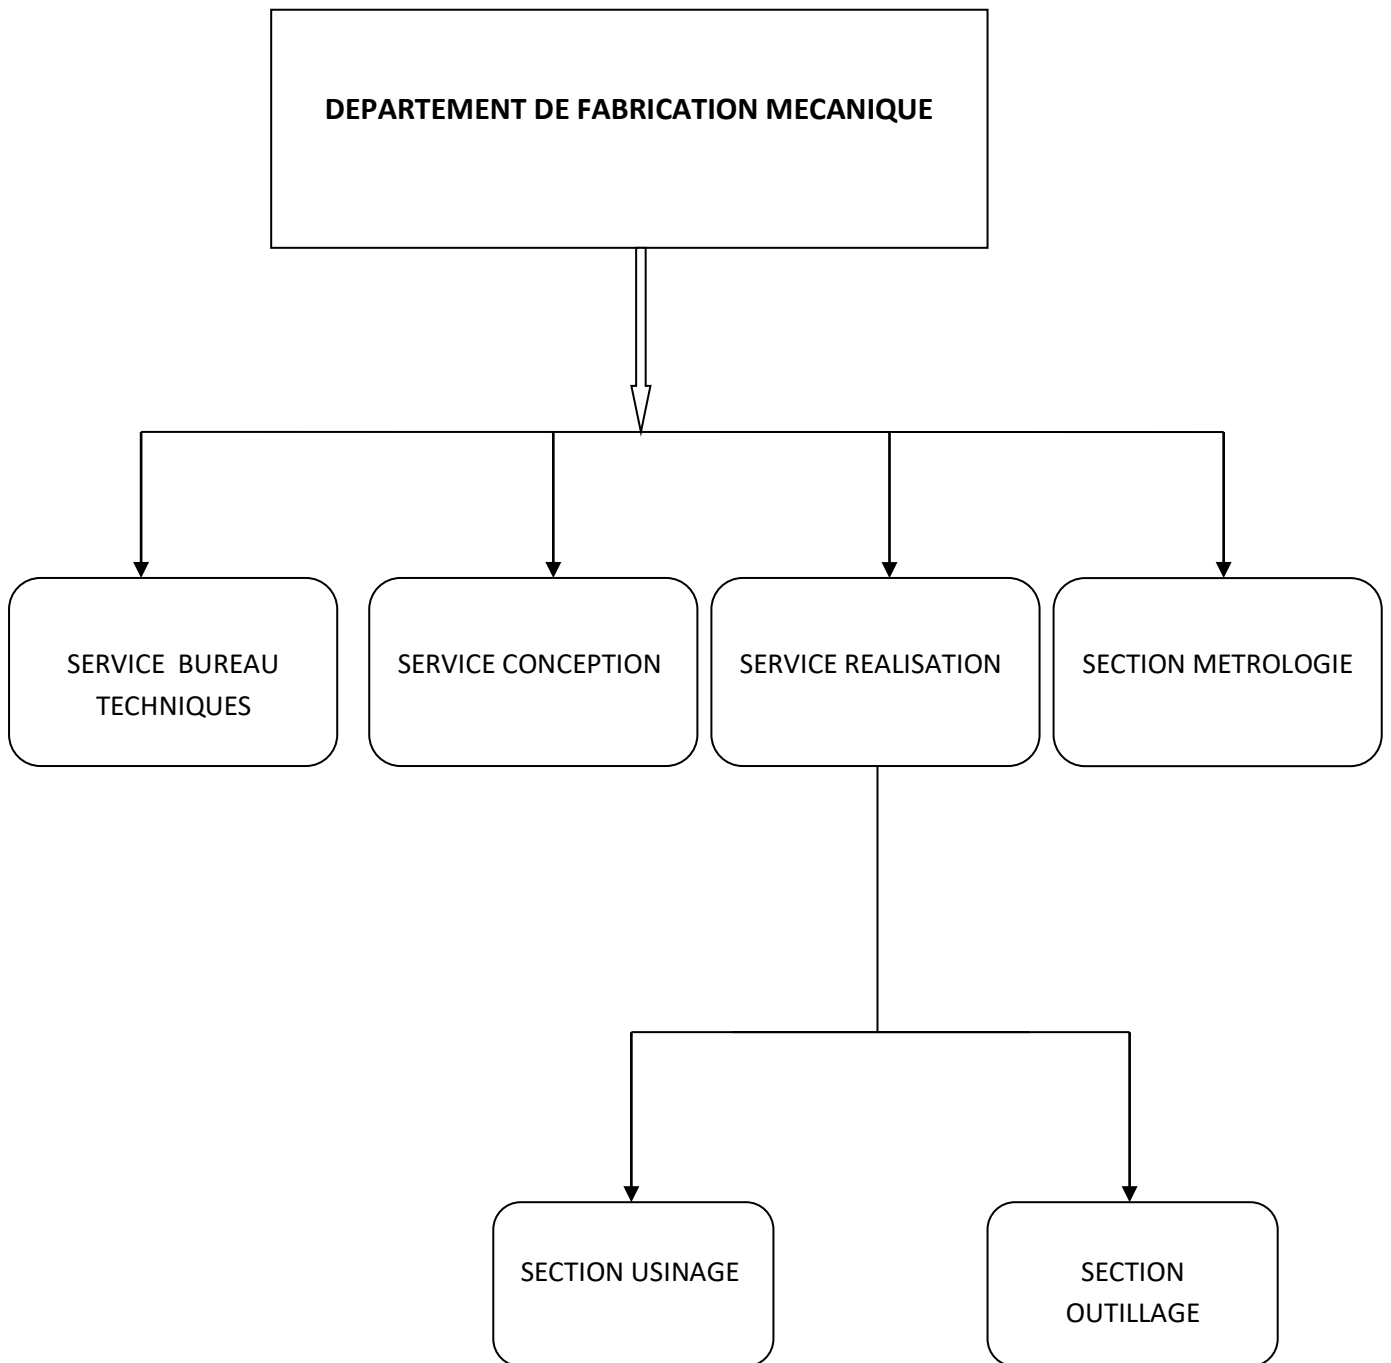 DEPARTEMENT DE FABRICATION MECANIQUE
SERVICE BUREAU
TECHNIQUES
SERVICE CONCEPTION
SERVICE REALISATION
SECTION METROLOGIE
SECTION USINAGE
SECTION
OUTILLAGE